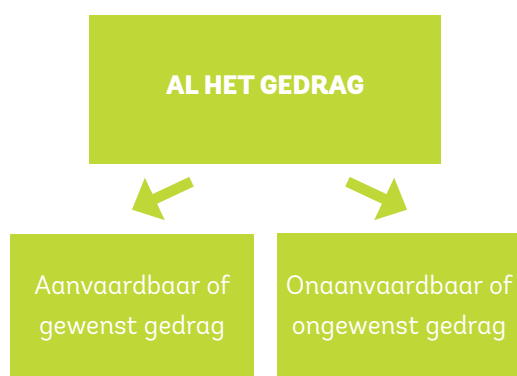 AL HET GEDRAG
Aanvaardbaar of
gewenst gedrag
Onaanvaardbaar of
ongewenst gedrag